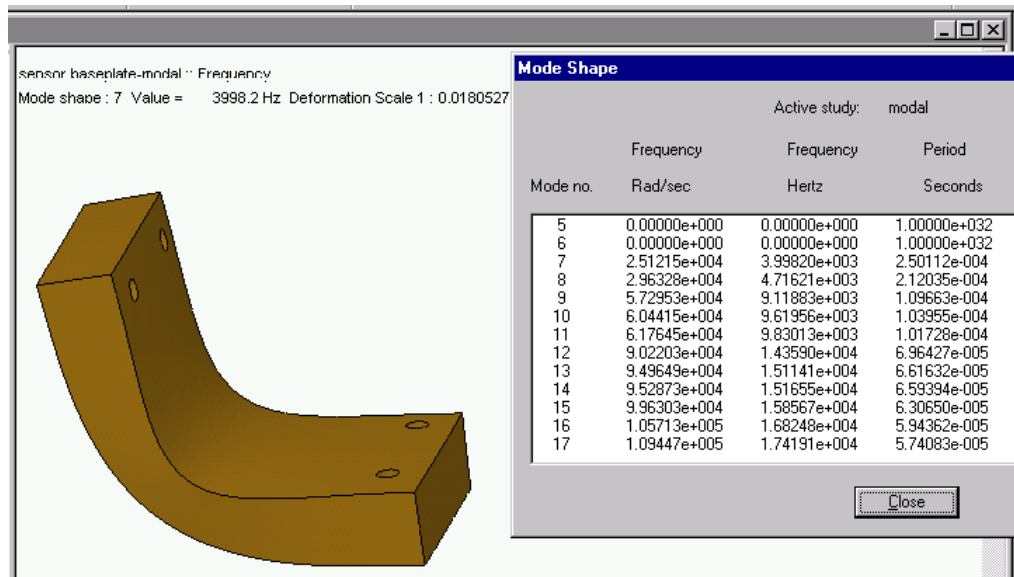 sensor baseplate-modal :: Frequency
Mode shape : 7 Value = 3998.2 Hz Deformation Scale 1 : 0.0180527
Mode Shape
Active study: modal
Frequency Frequency Period
Mode no. Rad/sec Hertz Seconds
5 0.00000e+000 0.00000e+000 1.00000e+032
6 0.00000e+000 0.00000e+000 1.00000e+032
7 2.51215e+004 3.99820e+003 2.50112e-004
8 2.96328e+004 4.71621e+003 2.12035e-004
9 5.72953e+004 9.11883e+003 1.09663e-004
10 6.04415e+004 9.61956e+003 1.03955e-004
11 6.17645e+004 9.83013e+003 1.01728e-004
12 9.02203e+004 1.43590e+004 6.96427e-005
13 9.49649e+004 1.51141e+004 6.61632e-005
14 9.52873e+004 1.51655e+004 6.59394e-005
15 9.96303e+004 1.58567e+004 6.30650e-005
16 1.05713e+005 1.68248e+004 5.94362e-005
17 1.09447e+005 1.74191e+004 5.74083e-005
Close